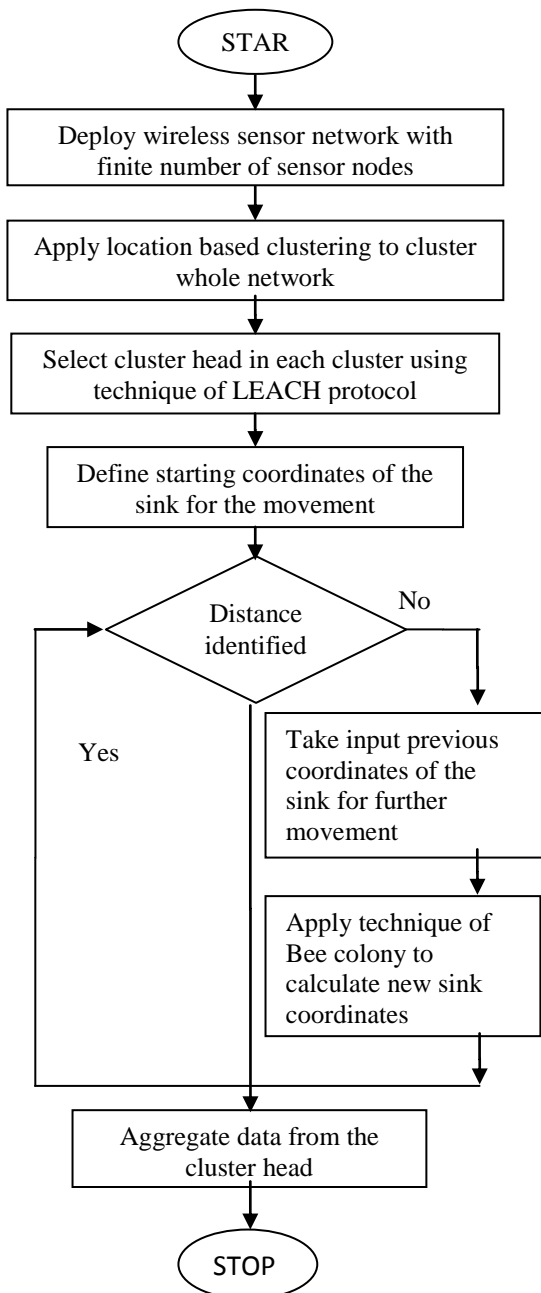 STAR
Deploy wireless sensor network with
finite number of sensor nodes
Apply location based clustering to cluster
whole network
Select cluster head in each cluster using
technique of LEACH protocol
Define starting coordinates of the
sink for the movement
No
Distance
identified
Yes
Take input previous
coordinates of the
sink for further
movement
Apply technique of
Bee colony to
calculate new sink
coordinates
Aggregate data from the
cluster head
STOP